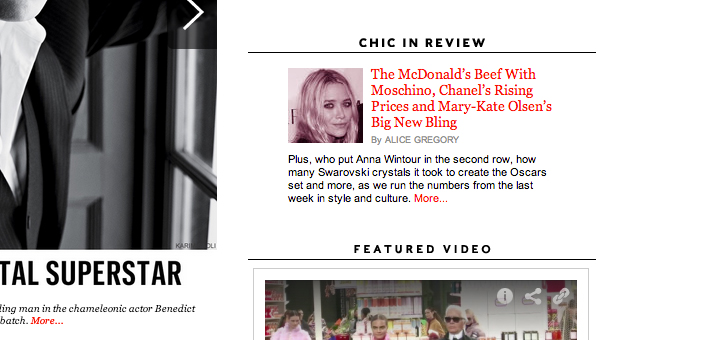 CHIC IN REVIEW
The McDonald's Beef With
Moschino, Chanel's Rising
Prices and Mary-Kate Olsen's
Big New Bling
By ALICE GREGORY
Plus, who put Anna Wintour in the second row, how
many Swarovski crystals it took to create the Oscars
set and more, as we run the numbers from the last
week in style and culture. More...
FEATURED VIDEO
TAL SUPERSTAR
ling man in the chameleonic actor Benedict
batch. More...